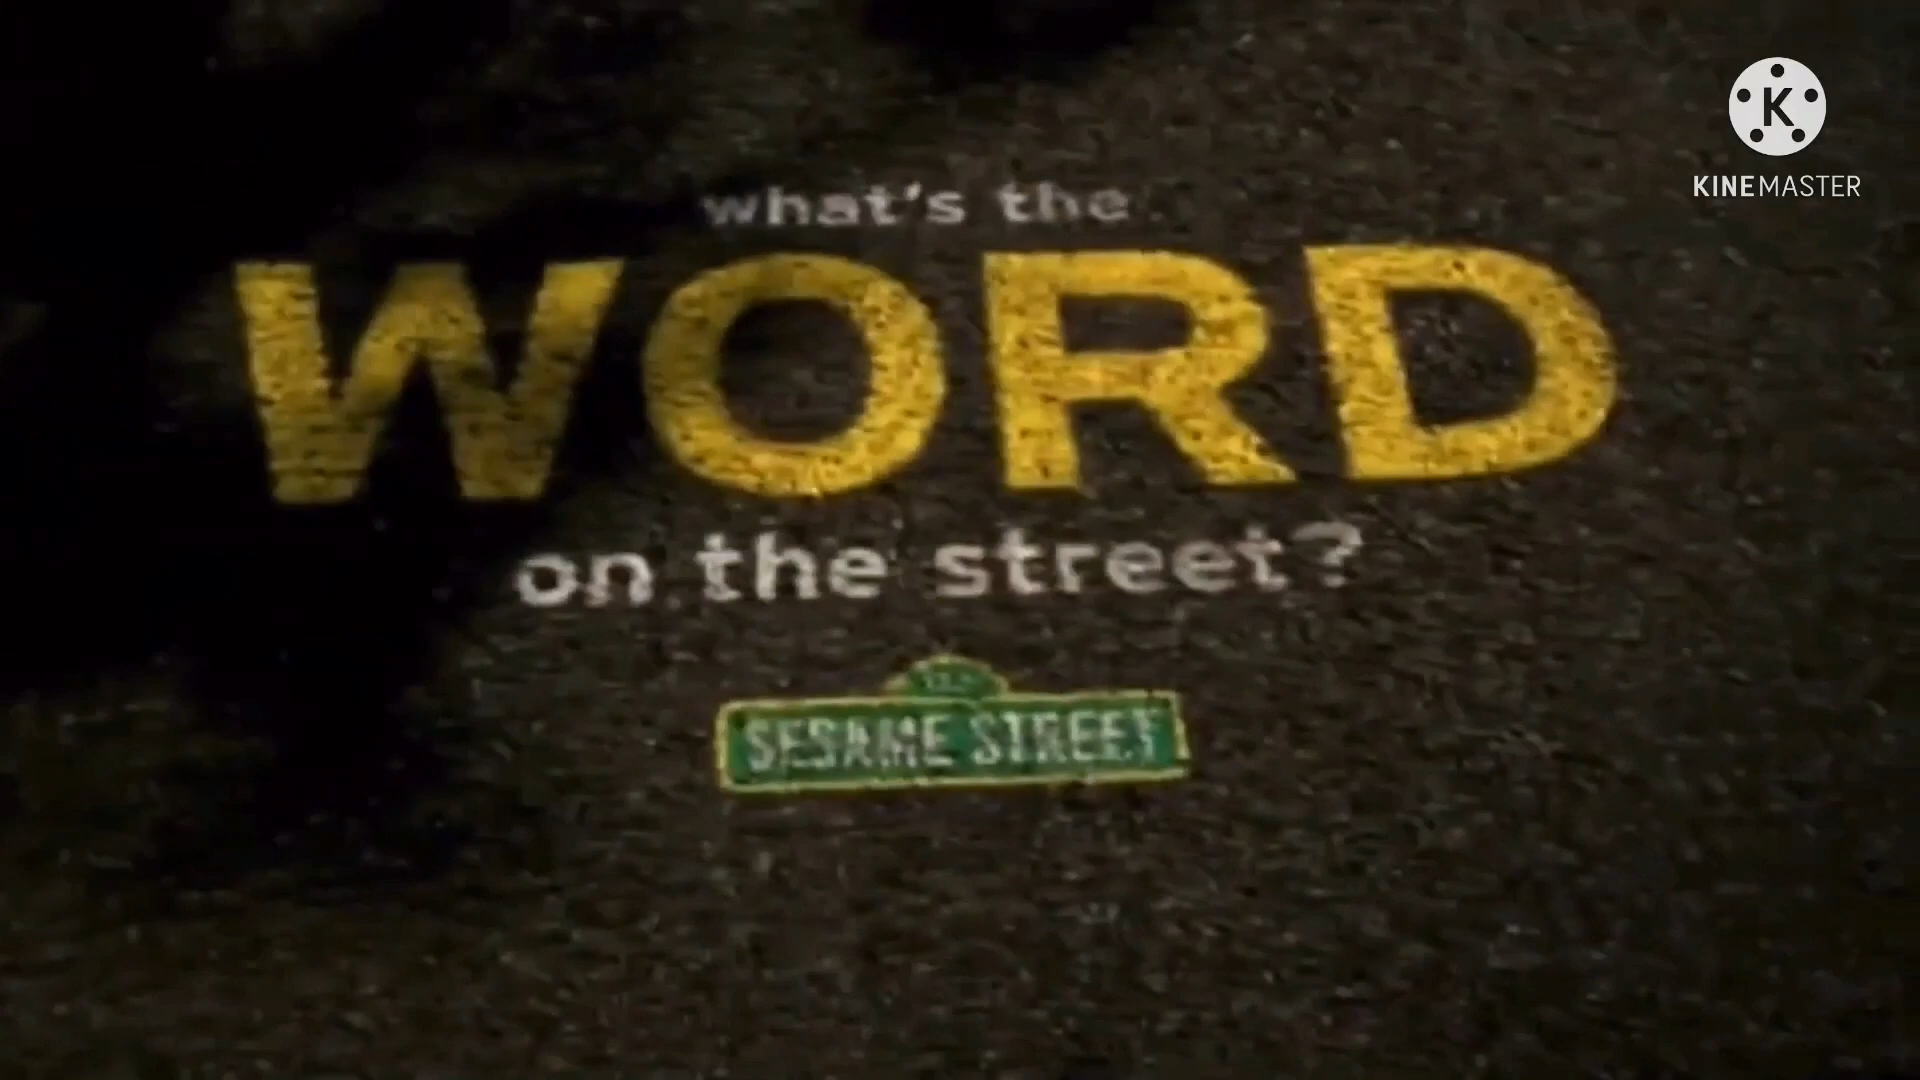 what's the
WORD
on the street?
SESAME STREET
K
KINEMASTER